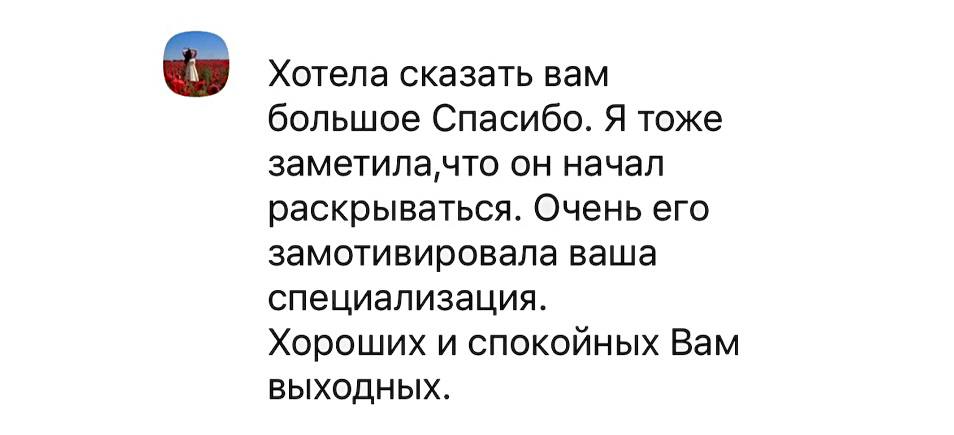 Хотела сказать вам
большое Спасибо. Я тоже
заметила,что он начал
раскрываться. Очень его
замотивировала ваша
специализация.
Хороших и спокойных Вам
выходных.